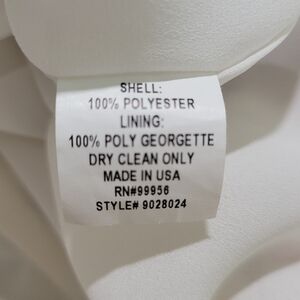 SHELL:
100% POLYESTER
LINING:
100% POLY GEORGETTE
DRY CLEAN ONLY
MADE IN USA
RN#99956
STYLE# 9028024